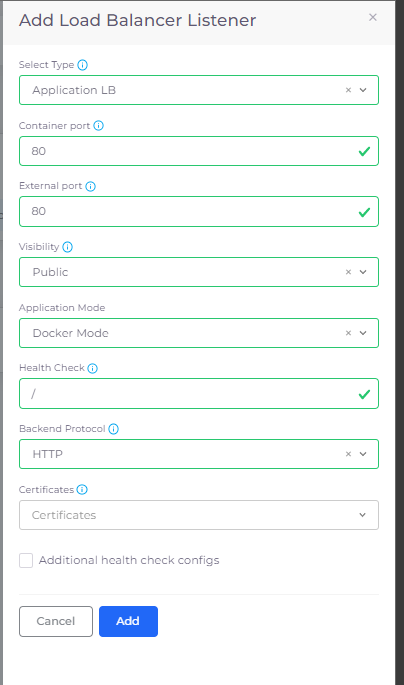 Add Load Balancer Listener
Select Type
Application LB
Container port
80
External port
80
Visibility
Public
Application Mode
Docker Mode
Health Check
/
Backend Protocol
HTTP
Certificates
Certificates
Additional health check configs
Cancel Add